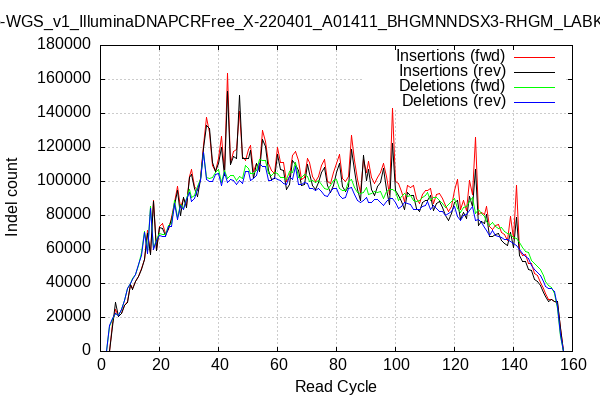 -WGS_v1_IlluminaDNAPCRFree_X-220401_A01411_BHGMNNDSX3-RHGM_LABK
180000
160000
140000
120000
100000
80000
60000
40000
20000
0
Indel count
Insertions (fwd)
Insertions (rev)
Deletions (fwd)
Deletions (rev)
0 20 40 60 80 100 120 140 160
Read Cycle